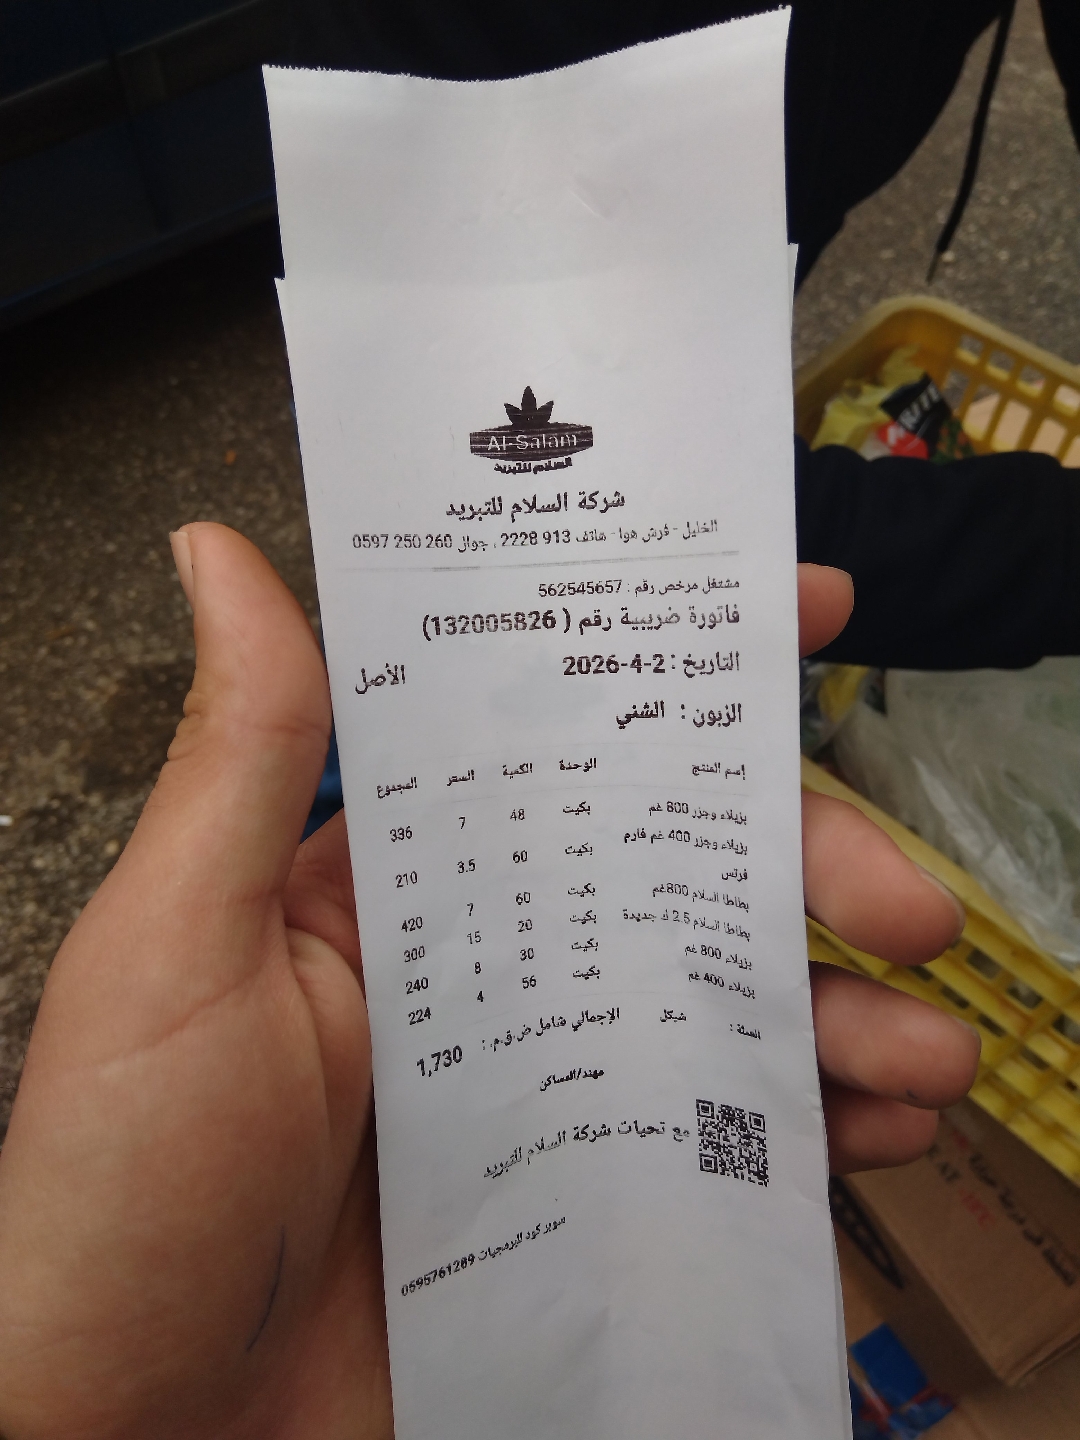 Al-Salam
السلام للتبريد
شركة السلام للتبريد
الخليل - فرش هوا - هاتف 913 2228 , جوال 260 250 0597
مشتغل مرخص رقم : 562545657
فاتورة ضريبية رقم ( 132005826)
التاريخ : 2-4-2026 الأصل
الزبون : الشني
إسم المنتج الوحدة الكمية السعر المجموع
بزيلاء وجزر 800 غم بكيت 48 7 336
بزيلاء وجزر 400 غم فارم فرتس بكيت 60 3.5 210
بطاطا السلام 800غم بكيت 60 7 420
بطاطا السلام 2.5 ك جديدة بكيت 20 15 300
بزيلاء 800 غم بكيت 30 8 240
بزيلاء 400 غم بكيت 56 4 224
العملة : شيكل الإجمالي شامل ض.ق.م. : 1,730
مهند/المساكن
مع تحيات شركة السلام للتبريد
سوبر كود للبرمجيات 0595761289